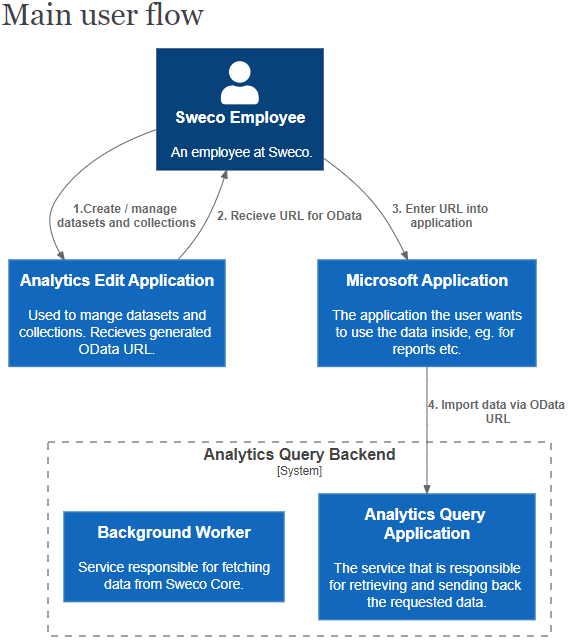 Main user flow
Sweco Employee
An employee at Sweco.
1.Create / manage
datasets and collections
2. Recieve URL for OData
3. Enter URL into
application
Analytics Edit Application
Used to mange datasets and
collections. Recieves generated
OData URL.
Microsoft Application
The application the user wants
to use the data inside, eg. for
reports etc.
4. Import data via OData
URL
Analytics Query Backend
[System]
Background Worker
Service responsible for fetching
data from Sweco Core.
Analytics Query
Application
The service that is responsible
for retrieving and sending back
the requested data.